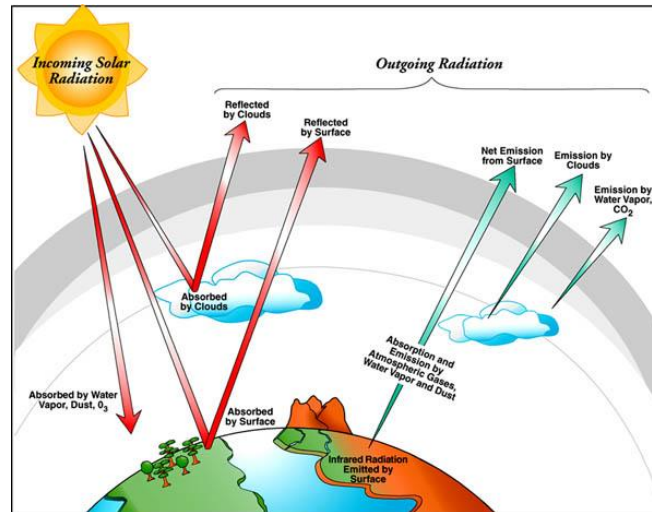 Incoming Solar
Radiation
Outgoing Radiation
Reflected
by Clouds
Reflected
by Surface
Net Emission
from Surface
Emission by
Clouds
Emission by
Water Vapor,
CO2
Absorbed
by Clouds
Absorption and
Emission by
Atmospheric Gases,
Water Vapor and Dust
Absorbed by Water
Vapor, Dust, 03
Absorbed
by Surface
Infrared Radiation
Emitted by
Surface